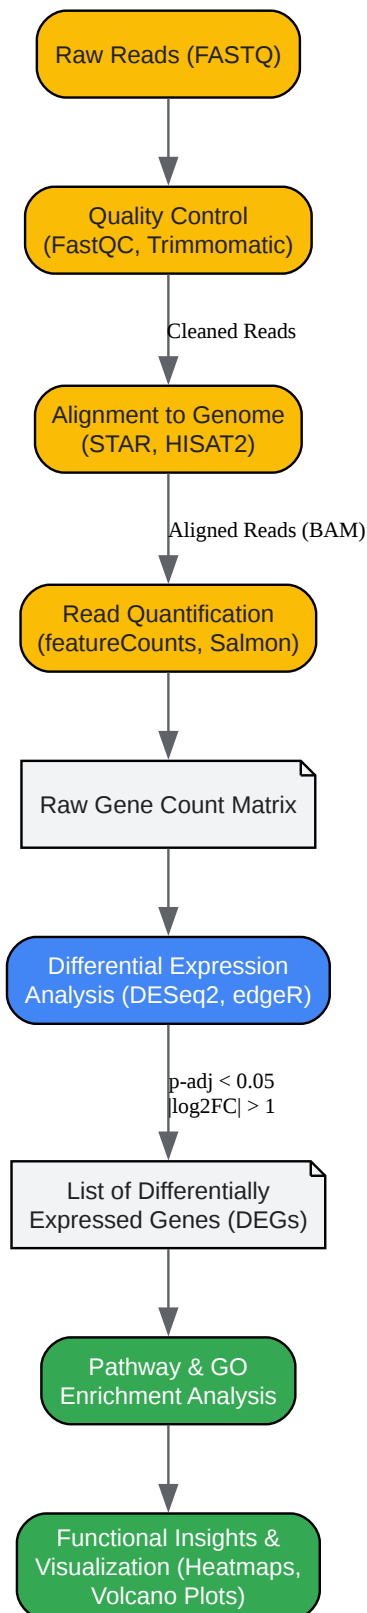 Raw Reads (FASTQ)
Quality Control
(FastQC, Trimmomatic)
Cleaned Reads
Alignment to Genome
(STAR, HISAT2)
Aligned Reads (BAM)
Read Quantification
(featureCounts, Salmon)
Raw Gene Count Matrix
Differential Expression
Analysis (DESeq2, edgeR)
p-adj < 0.05
|log2FC| > 1
List of Differentially
Expressed Genes (DEGs)
Pathway & GO
Enrichment Analysis
Functional Insights &
Visualization (Heatmaps,
Volcano Plots)